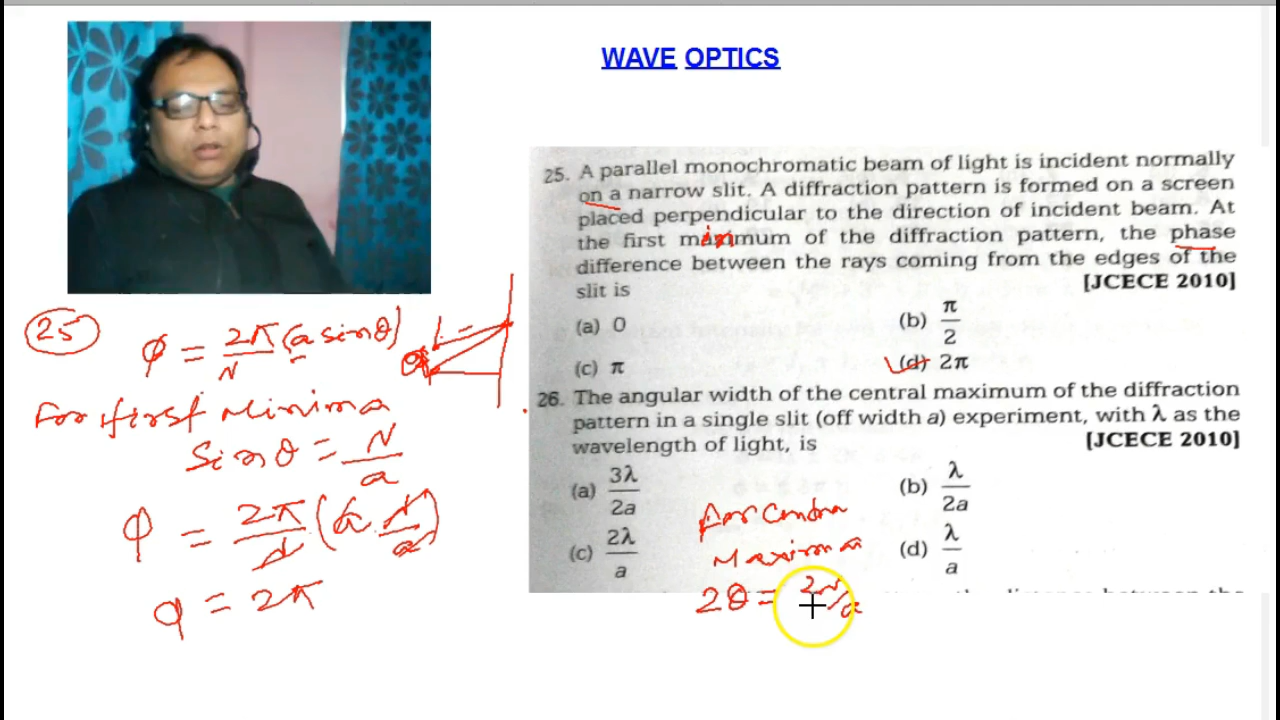 WAVE OPTICS
25. A parallel monochromatic beam of light is incident normally
on a narrow slit. A diffraction pattern is formed on a screen
placed perpendicular to the direction of incident beam. At
the first minimum of the diffraction pattern, the phase
difference between the rays coming from the edges of the
slit is [JCECE 2010]
(a) 0 (b) π/2
(c) π (d) 2π
26. The angular width of the central maximum of the diffraction
pattern in a single slit (off width a) experiment, with λ as the
wavelength of light, is [JCECE 2010]
(a) 3λ/2a (b) λ/2a
(c) 2λ/a (d) λ/a
25
φ = 2π/λ (a sinθ)
For first Minima
Sinθ = λ/a
φ = 2π/λ (a. λ/a)
φ = 2π
For Centra
Maxima
2θ = 2λ/a